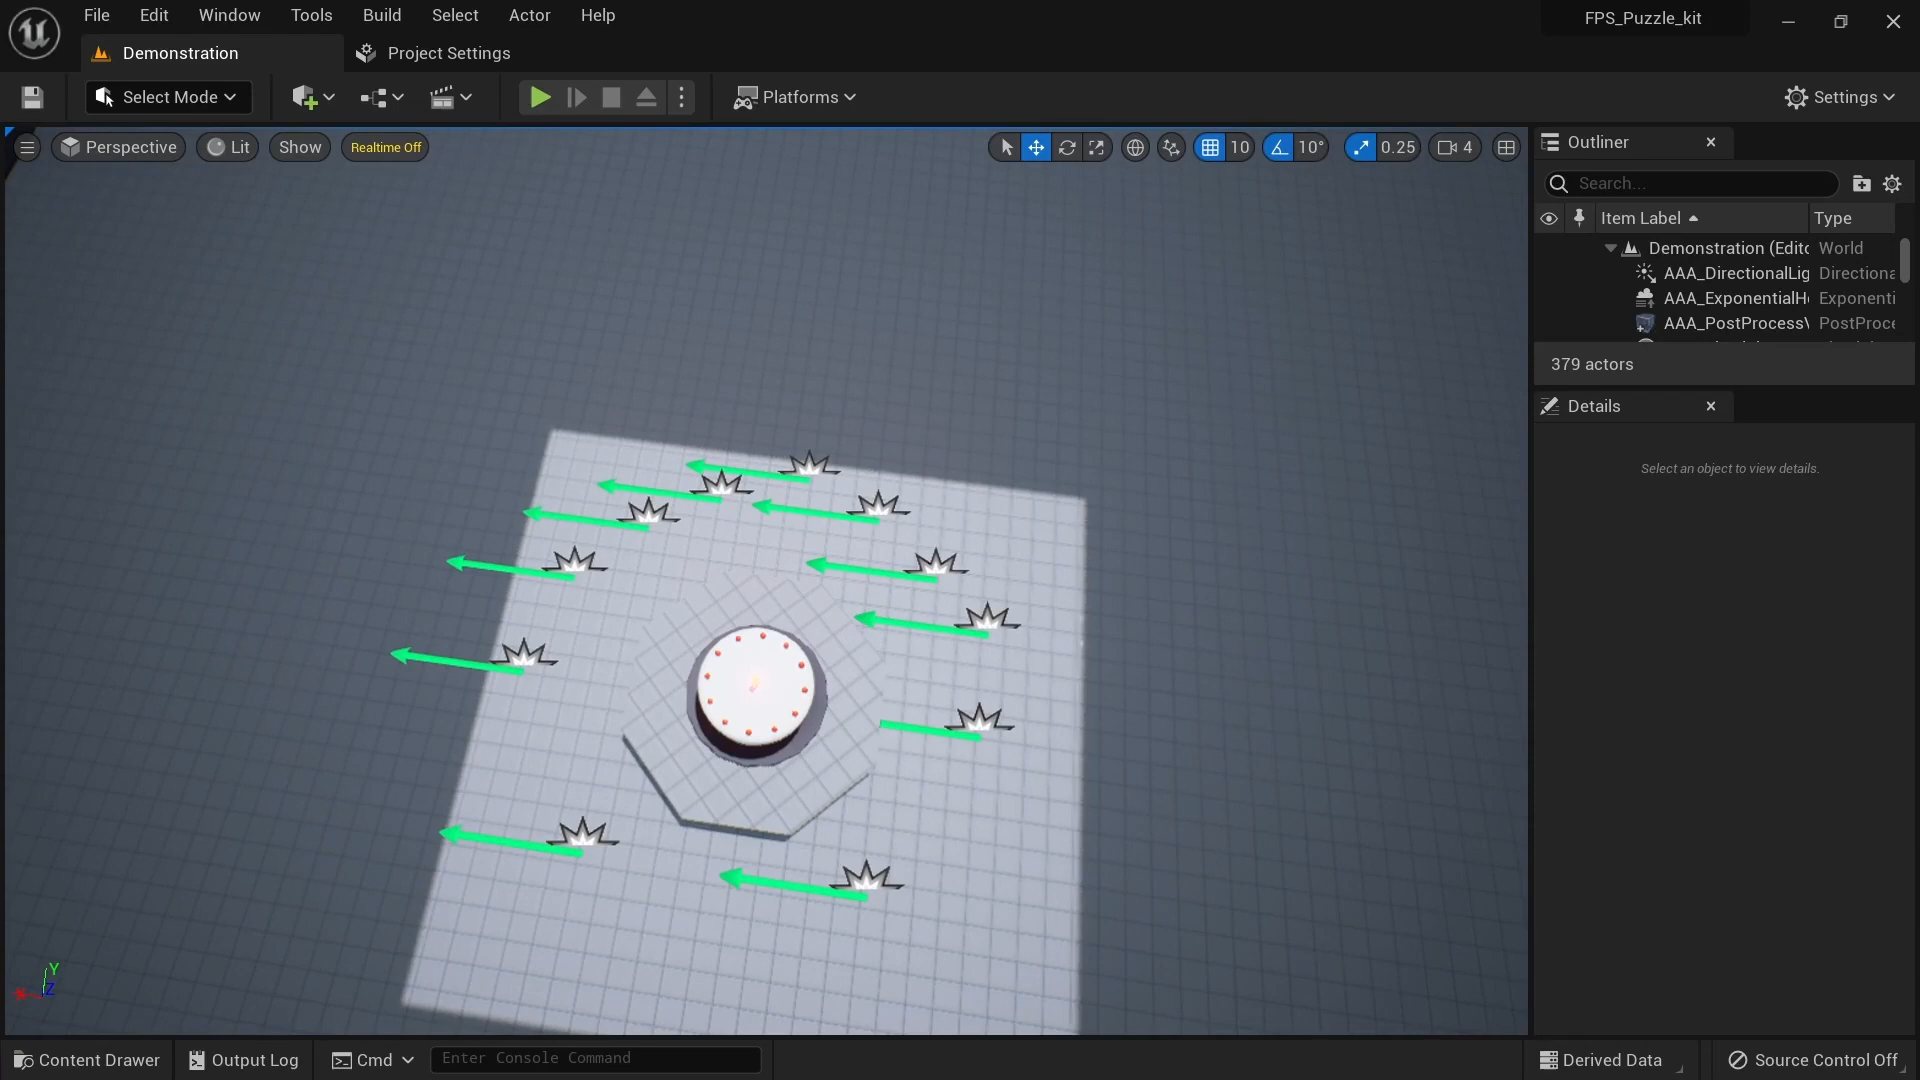 File Edit Window Tools Build Select Actor Help
FPS_Puzzle_kit
Demonstration
Project Settings
Select Mode
Platforms
Settings
Perspective
Lit
Show
Realtime Off
10
10°
0.25
4
Outliner
Search...
Item Label
Type
Demonstration (Edito World
AAA_DirectionalLig Directiona
AAA_ExponentialHe Exponenti
AAA_PostProcessV PostProce
379 actors
Details
Select an object to view details.
Y
Z
Content Drawer
Output Log
Cmd
Enter Console Command
Derived Data
Source Control Off